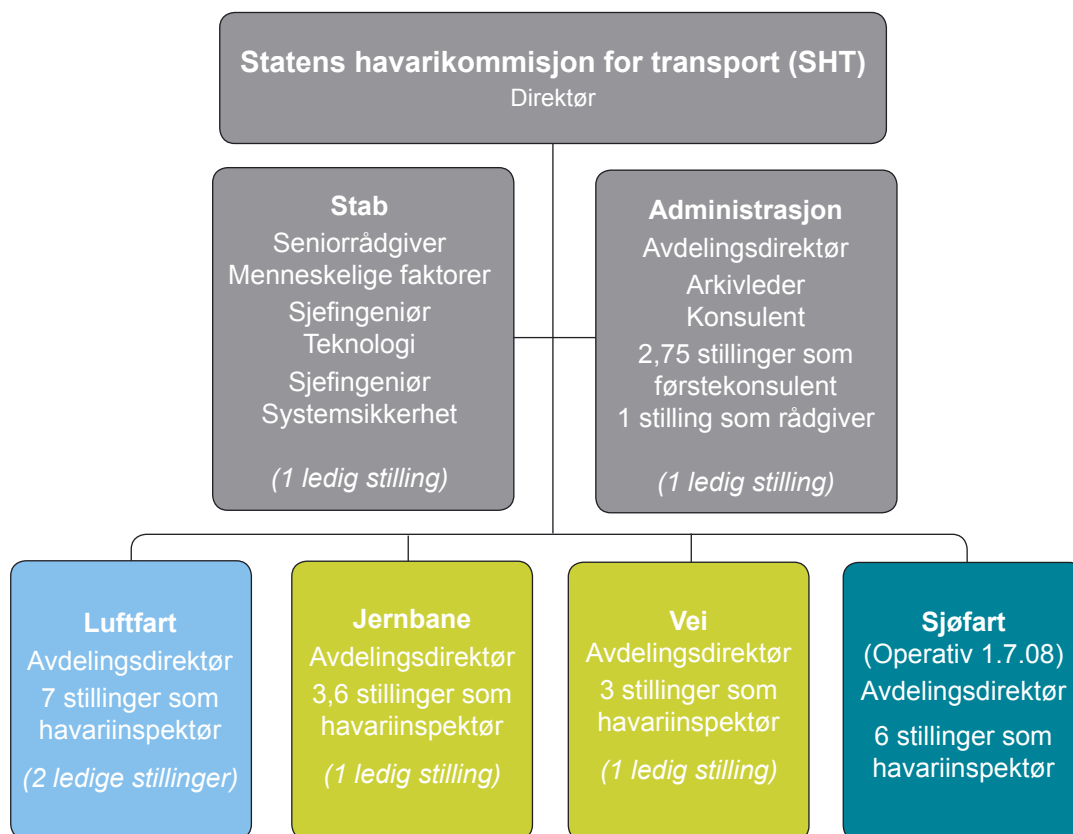 Statens havarikommisjon for transport (SHT)
Direktør
Stab
Seniorrådgiver
Menneskelige faktorer
Sjefingeniør
Teknologi
Sjefingeniør
Systemsikkerhet
(1 ledig stilling)
Administrasjon
Avdelingsdirektør
Arkivleder
Konsulent
2,75 stillinger som
førstekonsulent
1 stilling som rådgiver
(1 ledig stilling)
Luftfart
Avdelingsdirektør
7 stillinger som
havariinspektør
(2 ledige stillinger)
Jernbane
Avdelingsdirektør
3,6 stillinger som
havariinspektør
(1 ledig stilling)
Vei
Avdelingsdirektør
3 stillinger som
havariinspektør
(1 ledig stilling)
Sjøfart
(Operativ 1.7.08)
Avdelingsdirektør
6 stillinger som
havariinspektør